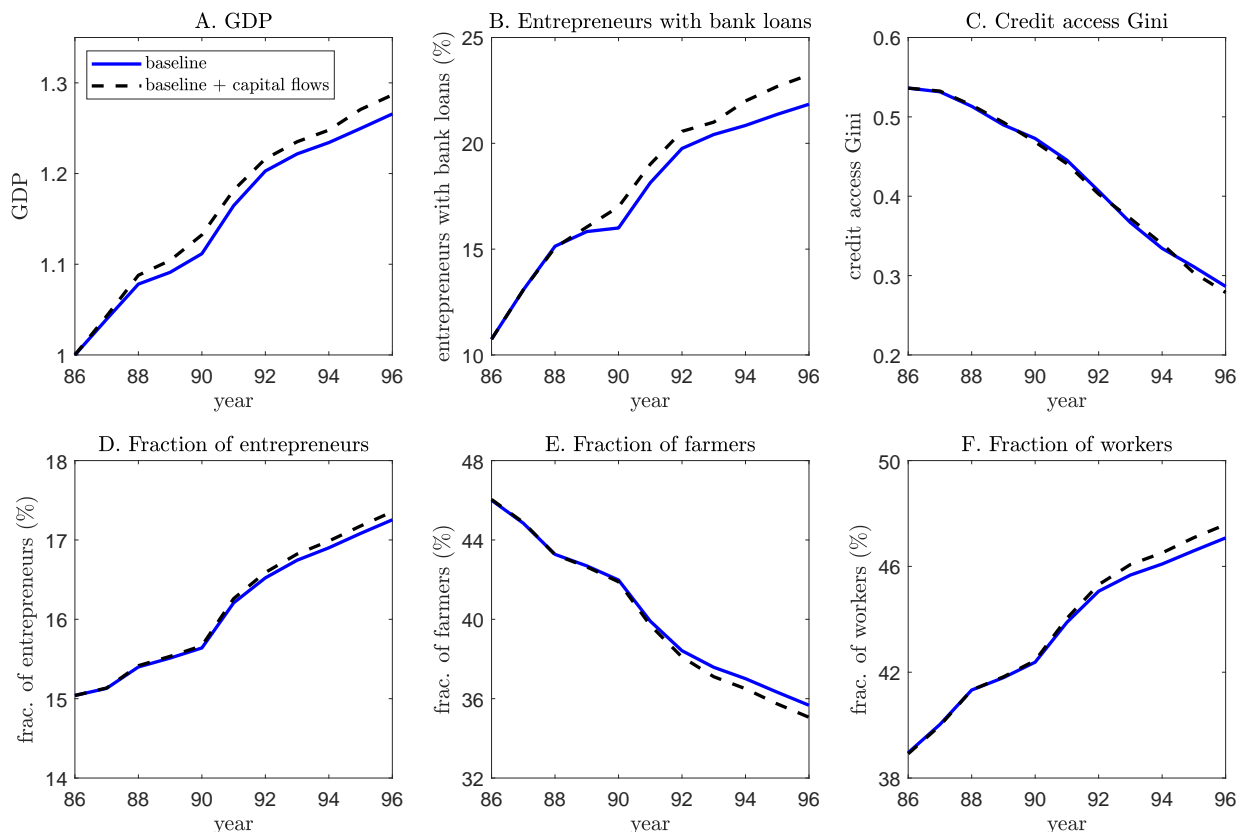 A. GDP
baseline
baseline + capital flows
GDP
1.3
1.2
1.1
1
86 88 90 92 94 96
year
B. Entrepreneurs with bank loans
entrepreneurs with bank loans (%)
25
20
15
10
86 88 90 92 94 96
year
C. Credit access Gini
credit access Gini
0.6
0.5
0.4
0.3
0.2
86 88 90 92 94 96
year
D. Fraction of entrepreneurs
frac. of entrepreneurs (%)
18
17
16
15
14
86 88 90 92 94 96
year
E. Fraction of farmers
frac. of farmers (%)
48
44
40
36
32
86 88 90 92 94 96
year
F. Fraction of workers
frac. of workers (%)
50
46
42
38
86 88 90 92 94 96
year